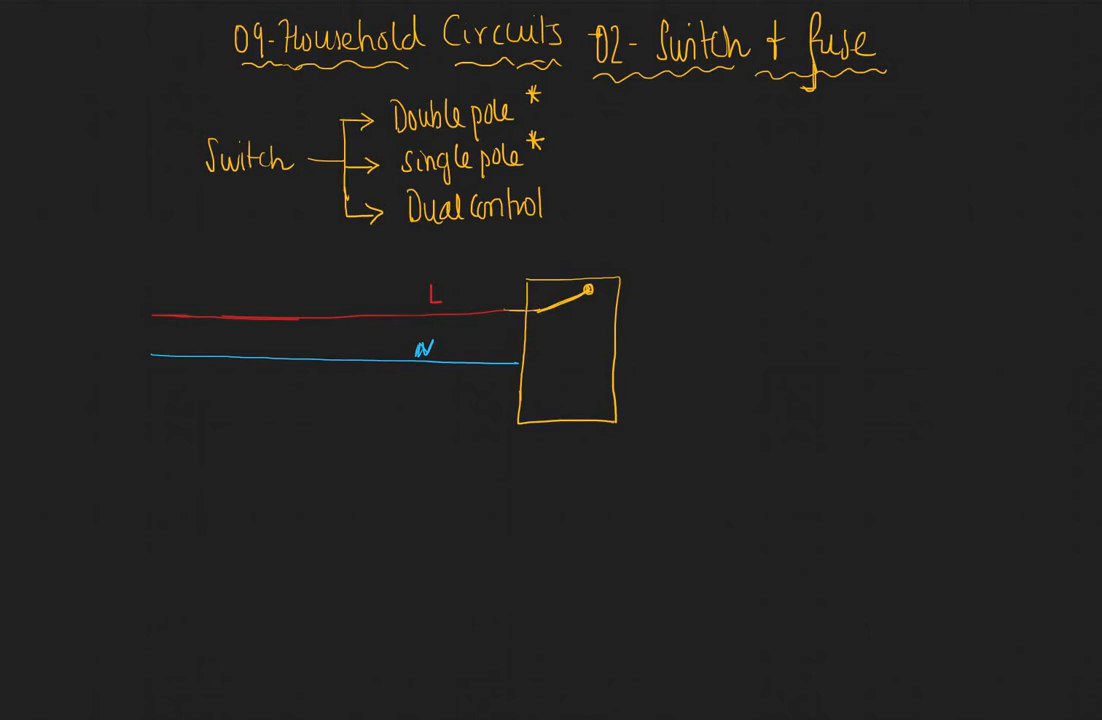 09-Household Circuits 02- Switch + fuse
Double pole *
Switch
single pole *
Dual control
L
N